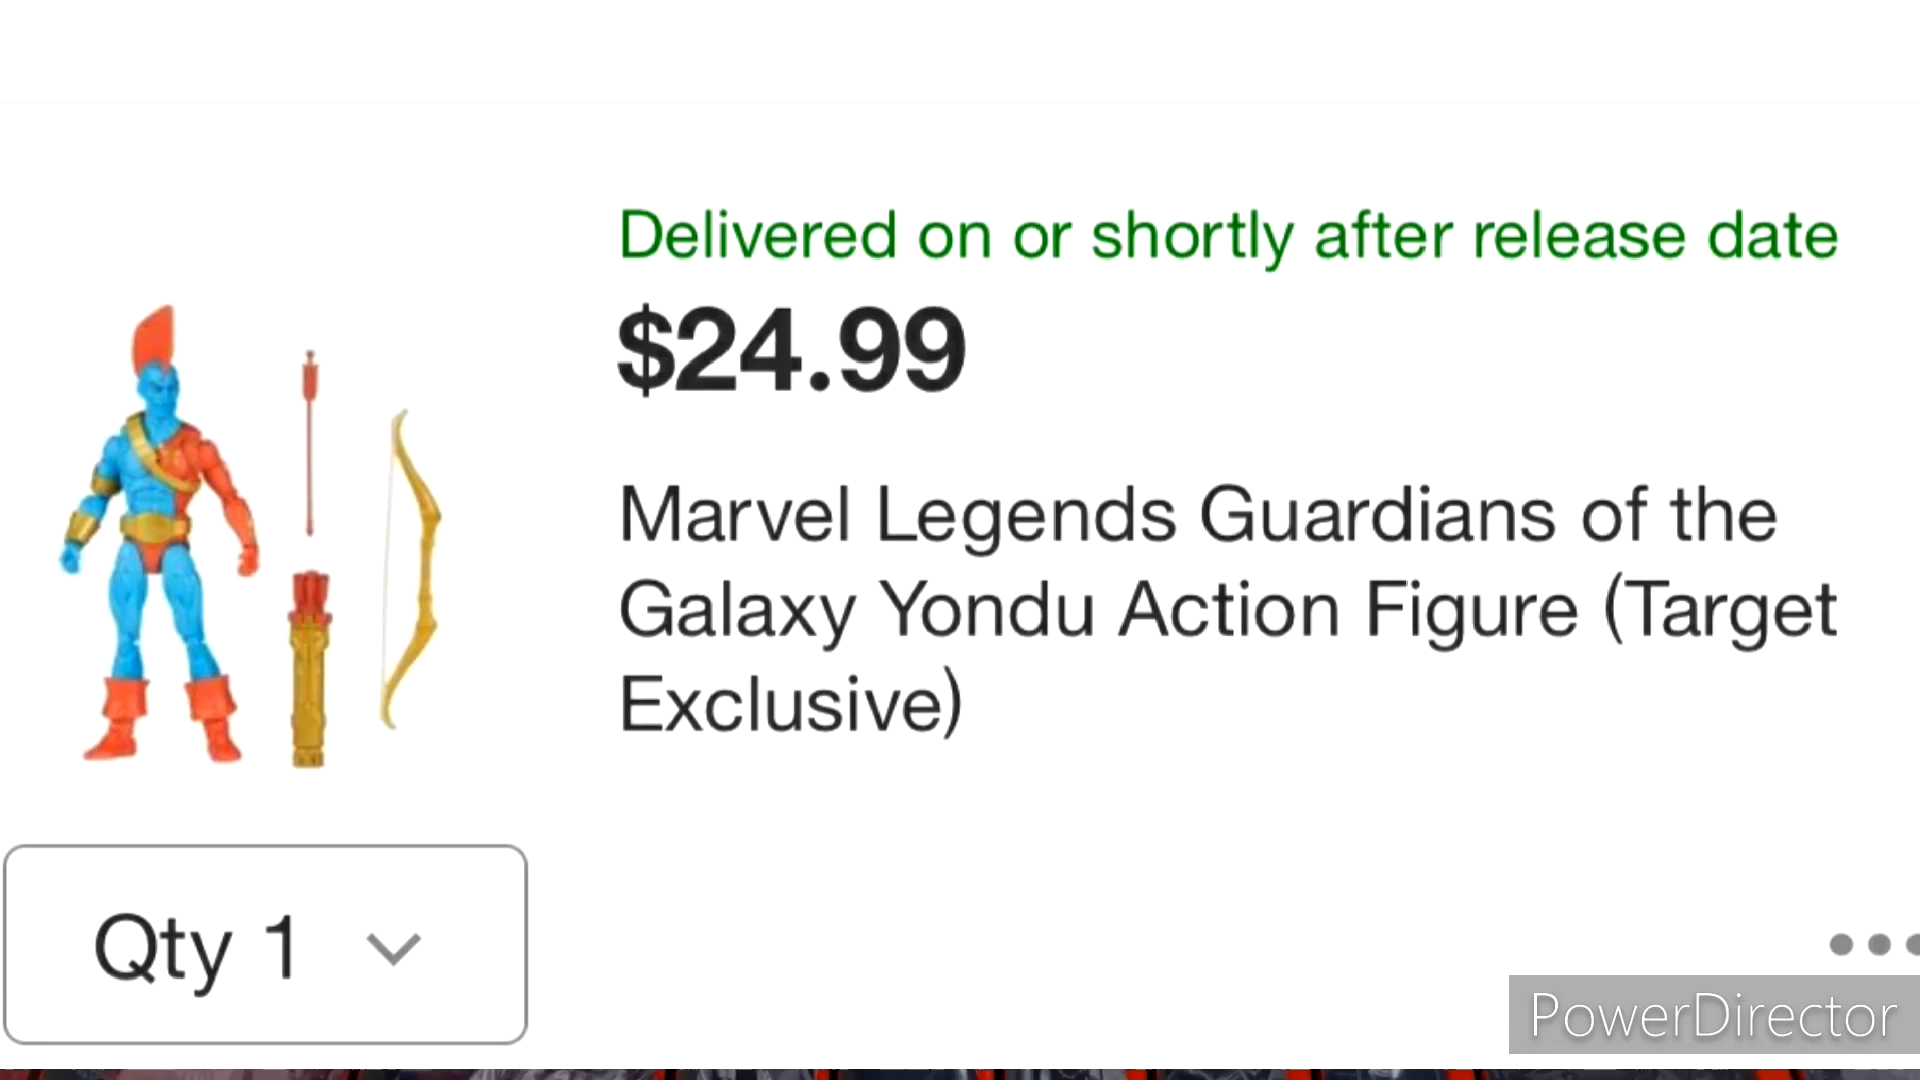 Delivered on or shortly after release date
$24.99
Marvel Legends Guardians of the
Galaxy Yondu Action Figure (Target
Exclusive)
Qty 1
PowerDirector